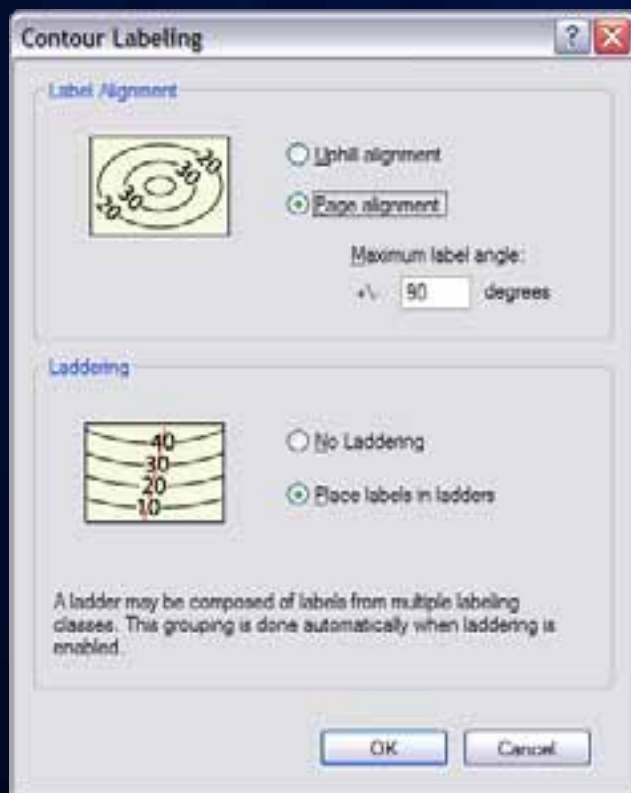 Contour Labeling
Label Alignment
20
30
30
20
Uphill alignment
Page alignment
Maximum label angle:
+\- 90 degrees
Laddering
40
30
20
10
No Laddering
Place labels in ladders
A ladder may be composed of labels from multiple labeling
classes. This grouping is done automatically when laddering is
enabled.
OK Cancel